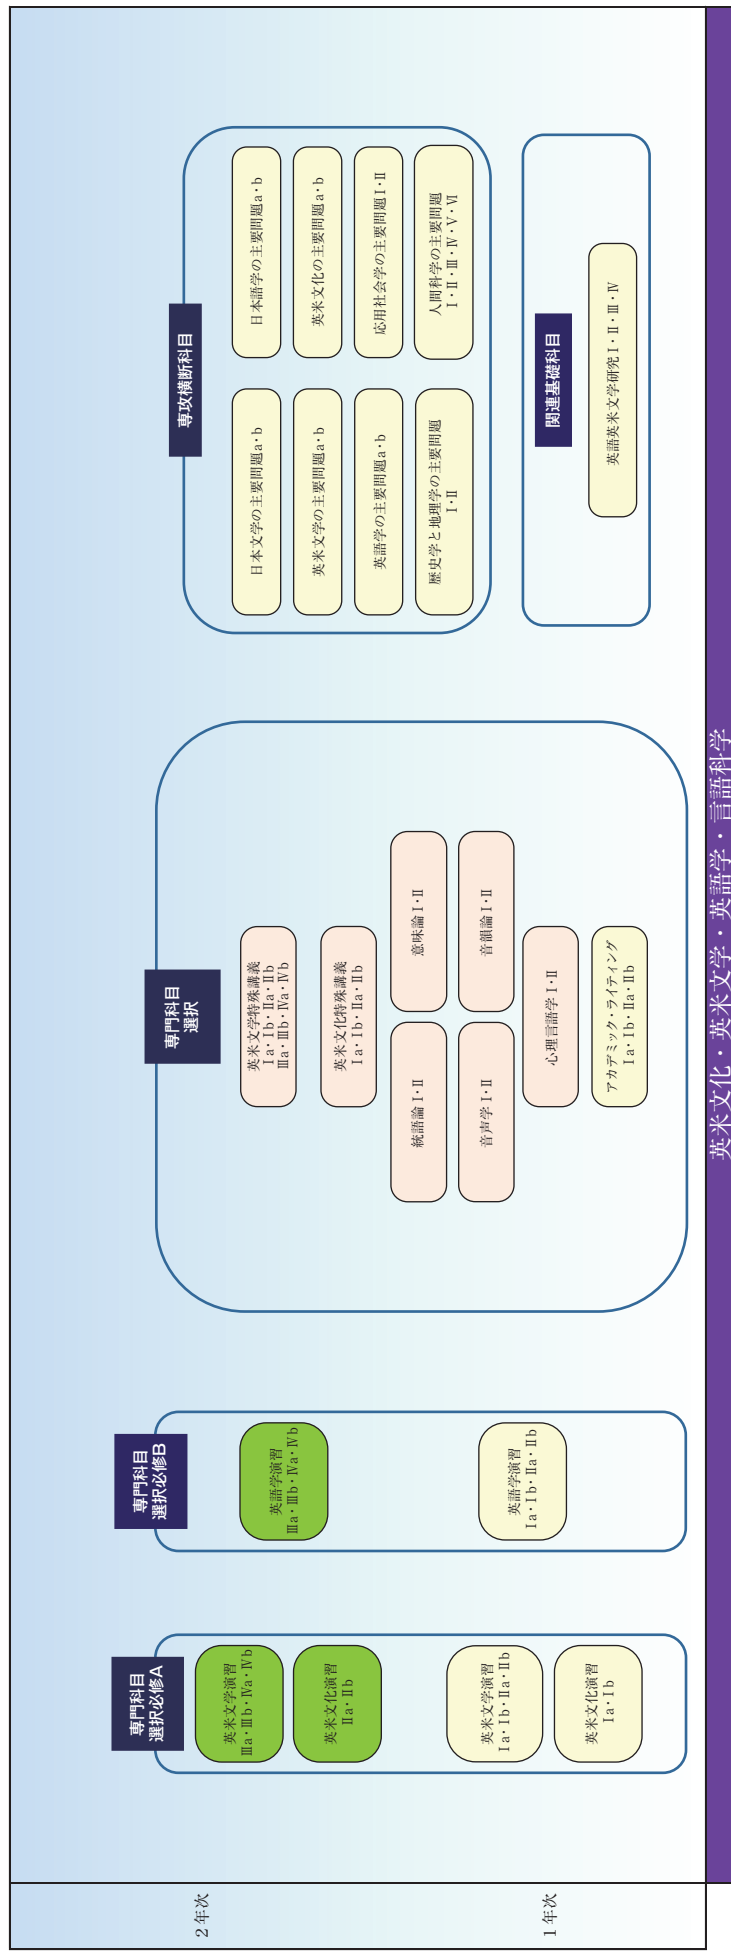 2年次
1年次
専門科目
選択必修A
英米文学演習
Ⅲa・Ⅲb・Ⅳa・Ⅳb
英米文化演習
Ⅱa・Ⅱb
英米文学演習
Ⅰa・Ⅰb・Ⅱa・Ⅱb
英米文化演習
Ⅰa・Ⅰb
専門科目
選択必修B
英語学演習
Ⅲa・Ⅲb・Ⅳa・Ⅳb
英語学演習
Ⅰa・Ⅰb・Ⅱa・Ⅱb
専門科目
選択
英米文学特殊講義
Ⅰa・Ⅰb・Ⅱa・Ⅱb
Ⅲa・Ⅲb・Ⅳa・Ⅳb
英米文化特殊講義
Ⅰa・Ⅰb・Ⅱa・Ⅱb
統語論Ⅰ・Ⅱ
意味論Ⅰ・Ⅱ
音声学Ⅰ・Ⅱ
音韻論Ⅰ・Ⅱ
心理言語学Ⅰ・Ⅱ
アカデミック・ライティング
Ⅰa・Ⅰb・Ⅱa・Ⅱb
専攻横断科目
日本文学の主要問題a・b
日本語学の主要問題a・b
英米文学の主要問題a・b
英米文化の主要問題a・b
英語学の主要問題a・b
応用社会学の主要問題Ⅰ・Ⅱ
歴史学と地理学の主要問題
Ⅰ・Ⅱ
人間科学の主要問題
Ⅰ・Ⅱ・Ⅲ・Ⅳ・Ⅴ・Ⅵ
関連基礎科目
英語英米文学研究Ⅰ・Ⅱ・Ⅲ・Ⅳ
英米文化・英米文学・英語学・言語科学